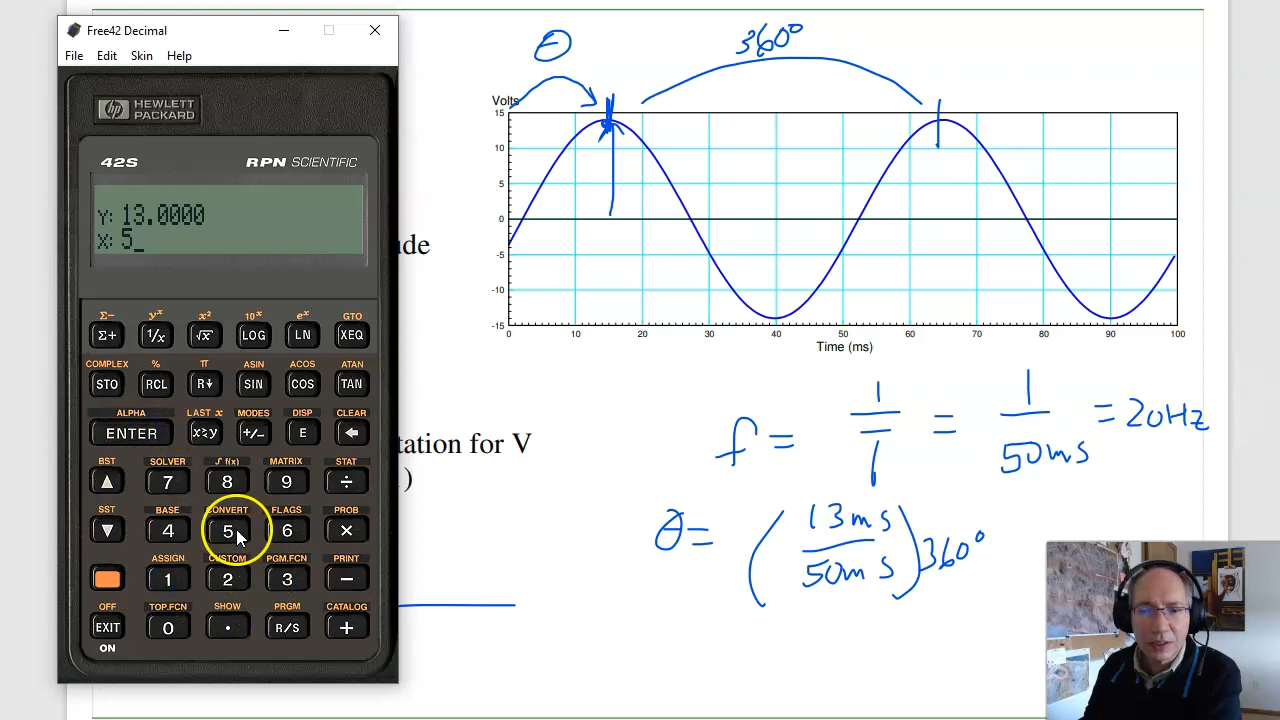 Free42 Decimal
File Edit Skin Help
hp HEWLETT PACKARD
42S RPN SCIENTIFIC
Y: 13.0000
X: 5_
Σ− yˣ x² 10ˣ eˣ GTO
Σ+ 1/x √x LOG LN XEQ
COMPLEX % π ASIN ACOS ATAN
STO RCL R↓ SIN COS TAN
ALPHA LAST x MODES DISP CLEAR
ENTER x≷y +/− E ←
BST SOLVER ∫f(x) MATRIX STAT
▲ 7 8 9 ÷
SST BASE CONVERT FLAGS PROB
▼ 4 5 6 ×
ASSIGN CUSTOM PGM.FCN PRINT
1 2 3 −
OFF TOP.FCN SHOW PRGM CATALOG
EXIT 0 · R/S +
ON
θ 360°
Volts
15
10
5
0
-5
-10
-15
0 10 20 30 40 50 60 70 80 90 100
Time (ms)
ude
tation for V
)
f = 1/T = 1/50ms = 20Hz
θ = (13ms/50ms)360°